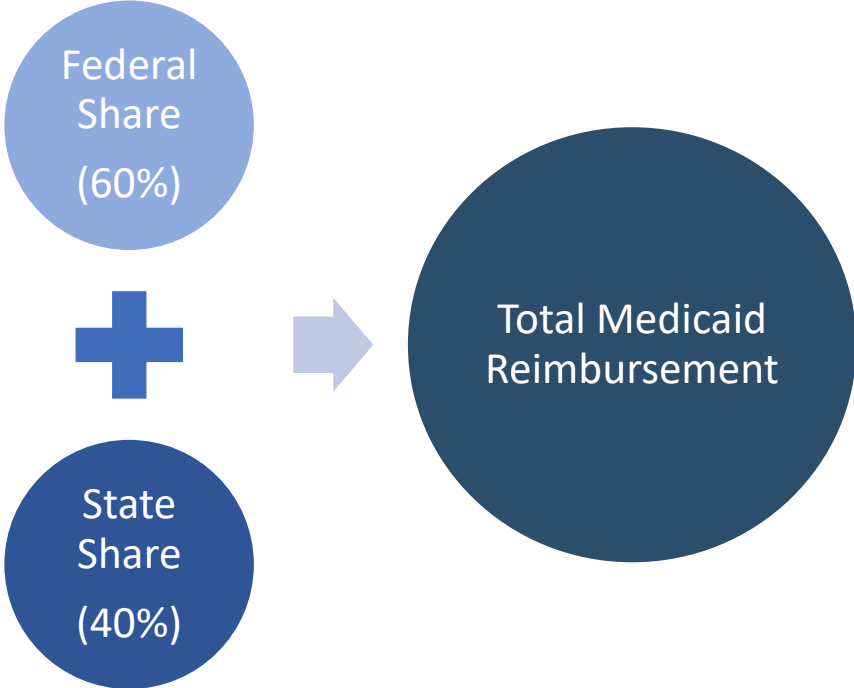 Federal
Share
(60%)
Total Medicaid
Reimbursement
State
Share
(40%)